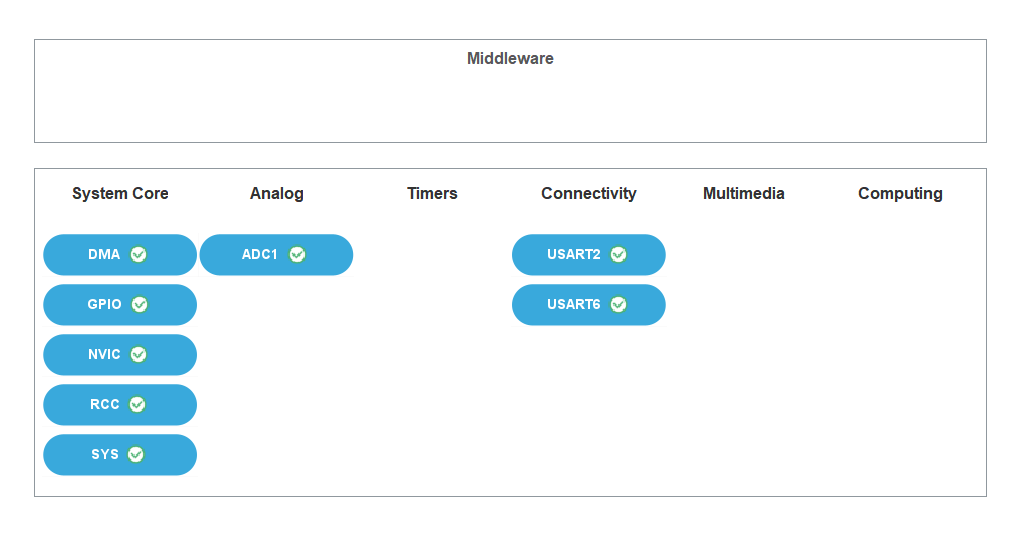 Middleware
System Core Analog Timers Connectivity Multimedia Computing
DMA ADC1 USART2
GPIO USART6
NVIC
RCC
SYS